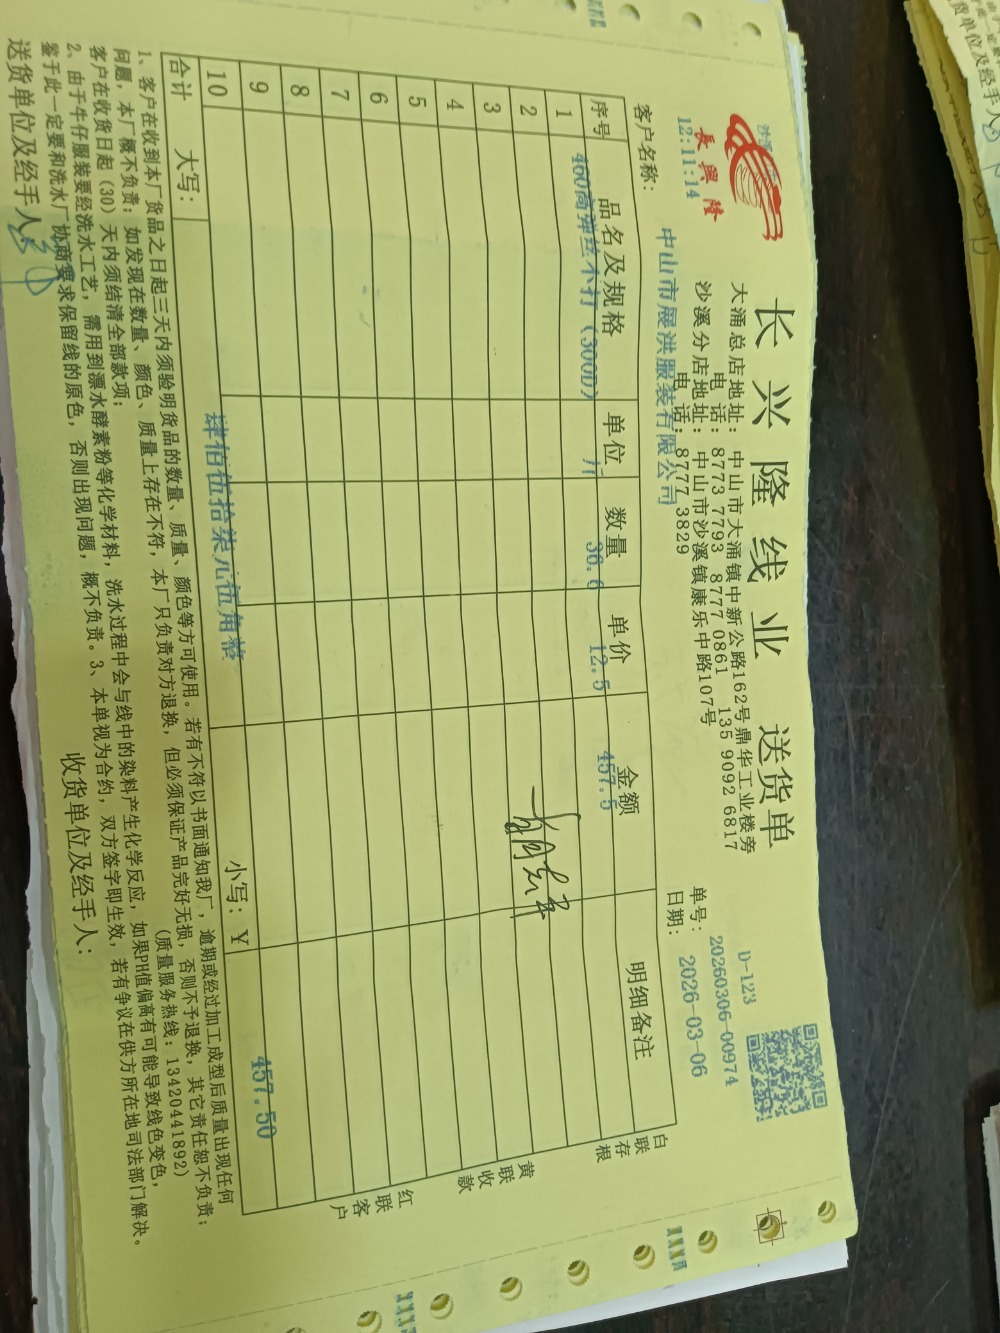 长兴隆线业 送货单
長興隆
12:11:14
大涌总店地址：中山市大涌镇中新公路162号鼎华工业楼旁
电 话：8773 7793 8777 0861 135 9092 6817
沙溪分店地址：中山市沙溪镇康乐中路107号
电 话：8777 3829
D-123
单号：20260306-00974
客户名称：中山市展洪服装有限公司
日期：2026-03-06
序号 品名及规格 单位 数量 单价 金额 明细备注
1 400高弹丝不打（300D） 36.6 12.5 457.5
2
3
4
5
6
7
8
9
10
合计 大写：肆佰伍拾柒元伍角整 小写：¥ 457.50
白联存根
黄联收款
红联客户
1、客户在收到本厂货品之日起三天内须验明货品的数量、质量、颜色等方可使用。若有不符以书面通知我厂，逾期或经过加工成型后质量出现任何
问题，本厂概不负责；如发现在数量、颜色、质量上存在不符，本厂只负责对方退换，但必须保证产品完好无损，否则不予退换，其它责任恕不负责；
客户在收货日起（30）天内须结清全部款项； （质量服务热线：13420441892）
2、由于牛仔服装要经洗水工艺，需用到漂水酵素粉等化学材料，洗水过程中会与线中的染料产生化学反应，如果PH值偏高有可能导致线色变色，
鉴于此一定要和洗水厂协商要求保留线的原色，否则出现问题，概不负责。3、本单视为合约，双方签字即生效，若有争议在供方所在地司法部门解决。
送货单位及经手人： 收货单位及经手人：